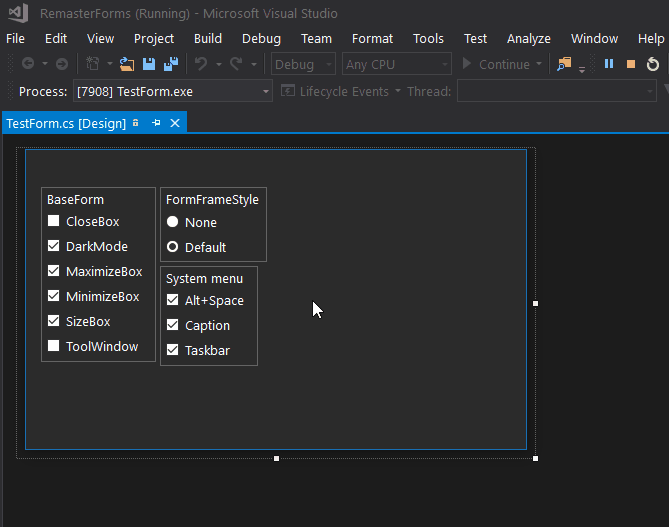 RemasterForms (Running) - Microsoft Visual Studio
File Edit View Project Build Debug Team Format Tools Test Analyze Window Help
Debug Any CPU Continue
Process: [7908] TestForm.exe Lifecycle Events Thread:
TestForm.cs [Design]
BaseForm
CloseBox
DarkMode
MaximizeBox
MinimizeBox
SizeBox
ToolWindow
FormFrameStyle
None
Default
System menu
Alt+Space
Caption
Taskbar